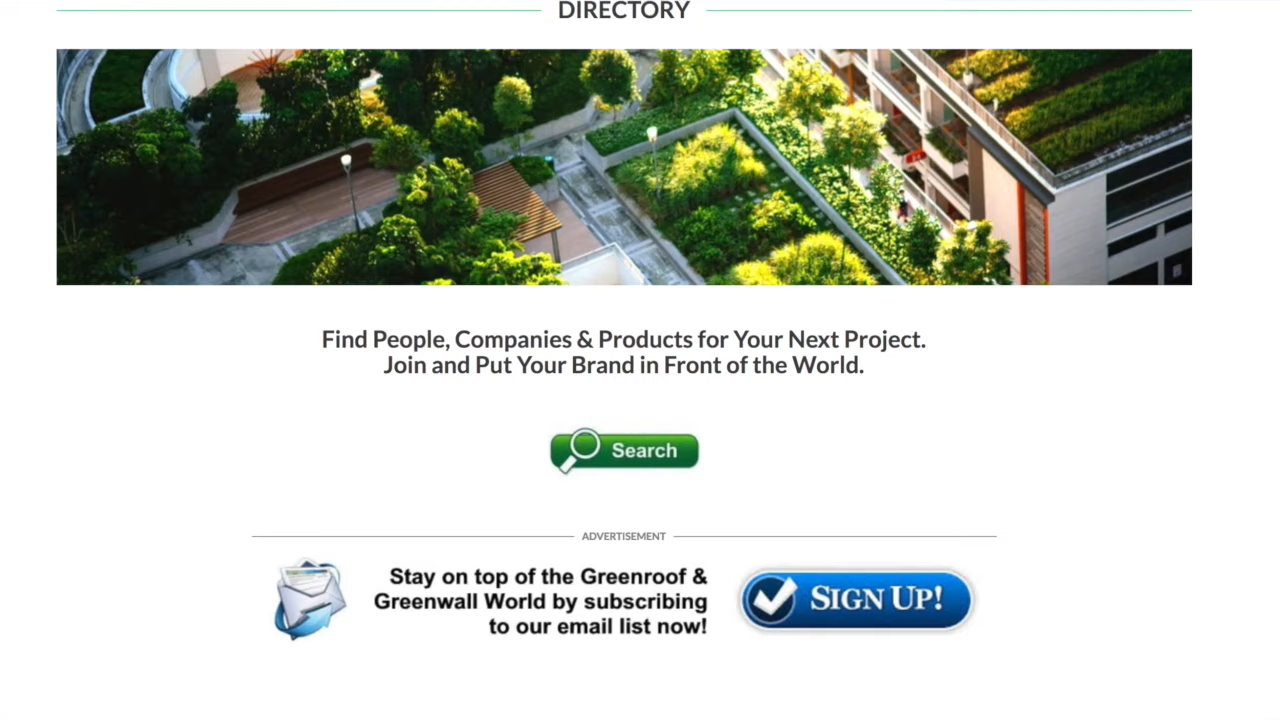 DIRECTORY
Find People, Companies & Products for Your Next Project.
Join and Put Your Brand in Front of the World.
Search
ADVERTISEMENT
Stay on top of the Greenroof &
Greenwall World by subscribing
to our email list now!
SIGN UP!